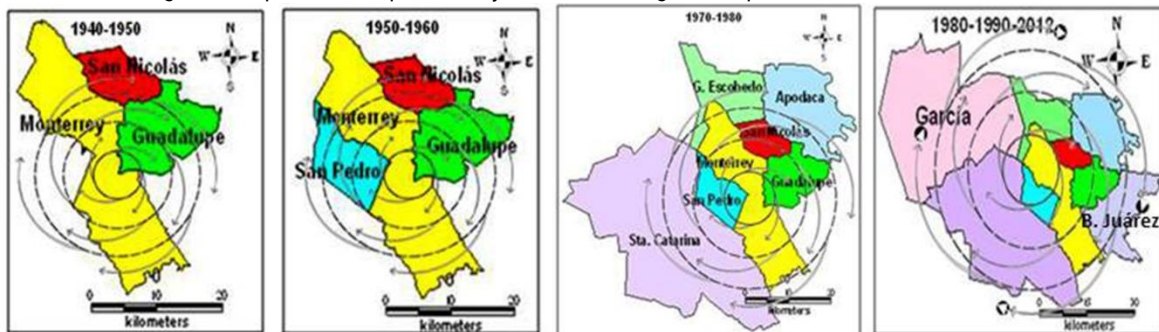 1940-1950
N
W E
S
San Nicolás
Monterrey
Guadalupe
0 10 20
kilometers
1950-1960
N
W E
S
San Nicolás
Monterrey
Guadalupe
San Pedro
0 10 20
kilometers
1970-1980
N
W E
S
G. Escobedo
Apodaca
San Nicolás
Monterrey
Guadalupe
San Pedro
Sta. Catarina
0 10 20
kilometers
1980-1990-2012
N
W E
S
García
B. Juárez
kilometers